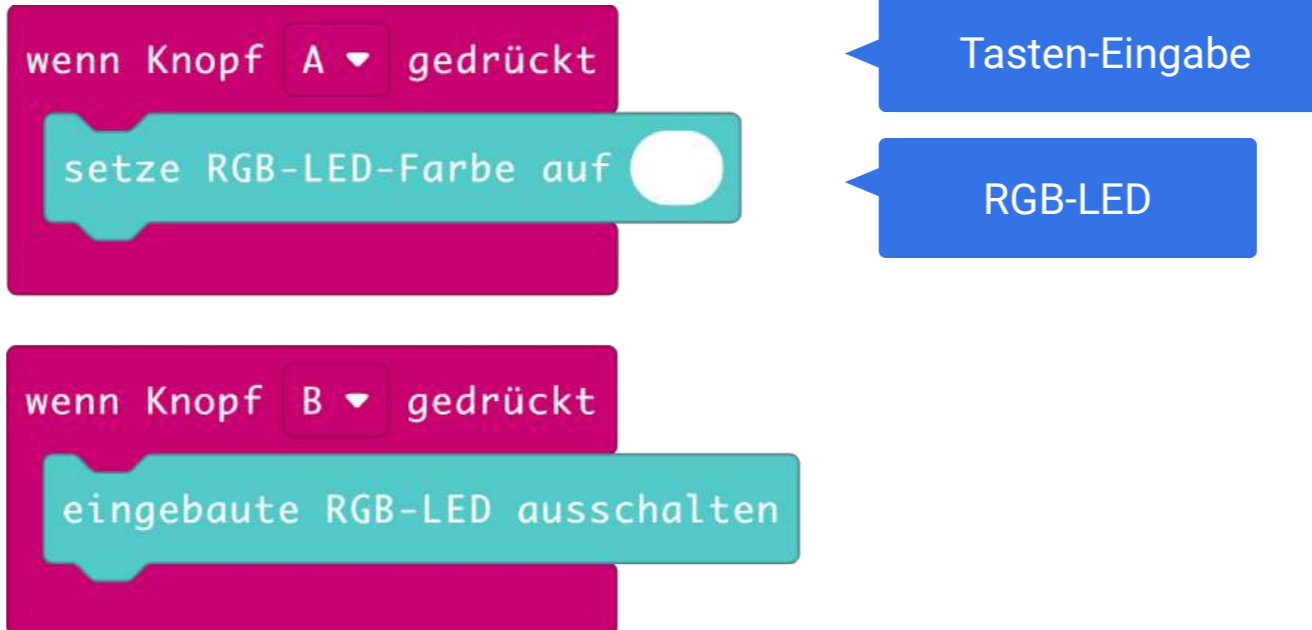 wenn Knopf A gedrückt
Tasten-Eingabe
setze RGB-LED-Farbe auf
RGB-LED
wenn Knopf B gedrückt
eingebaute RGB-LED ausschalten